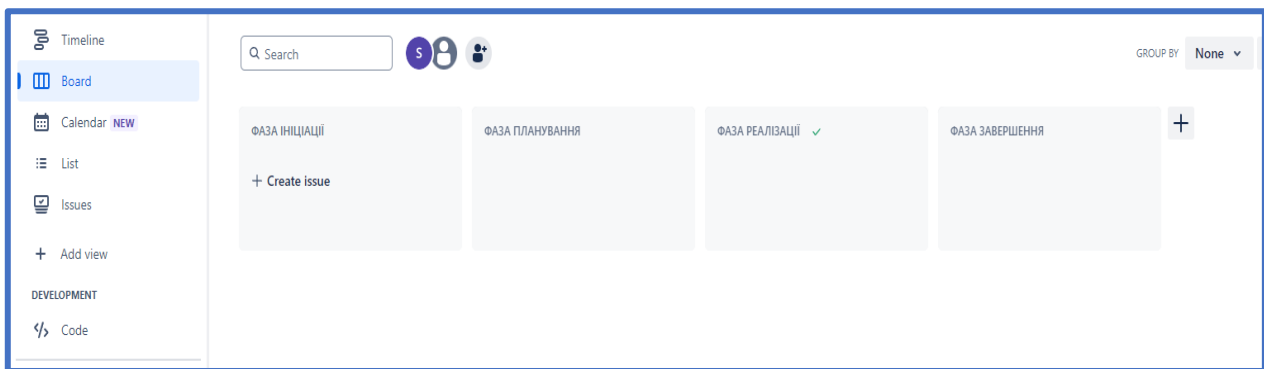 Timeline
Board
Calendar NEW
List
Issues
+ Add view
DEVELOPMENT
Code
Search
S
GROUP BY None
ФАЗА ІНІЦІАЦІЇ
+ Create issue
ФАЗА ПЛАНУВАННЯ
ФАЗА РЕАЛІЗАЦІЇ ✓
ФАЗА ЗАВЕРШЕННЯ
+